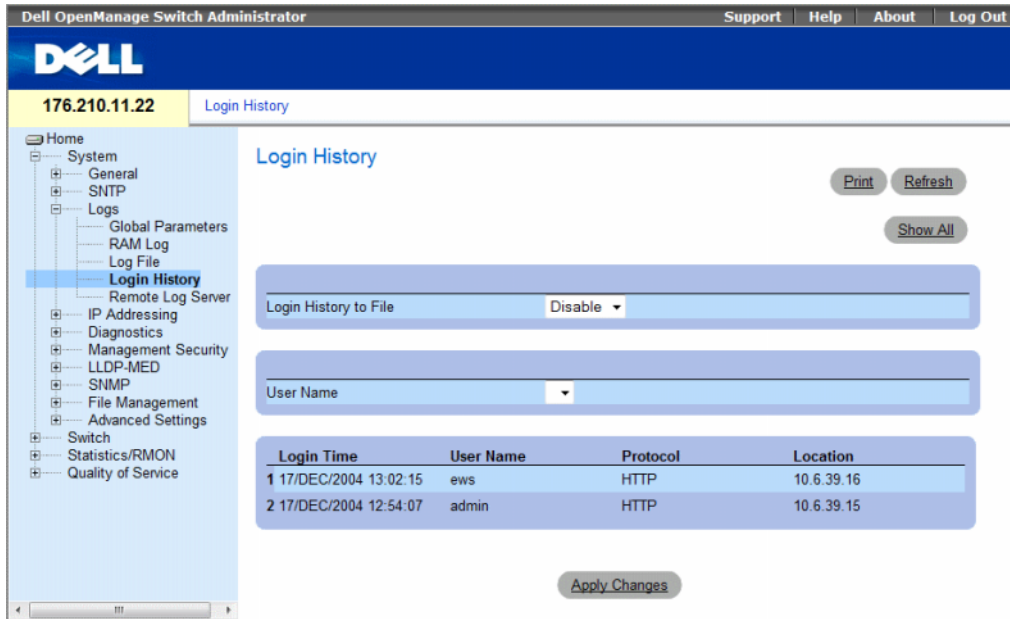 Dell OpenManage Switch Administrator
Support Help About Log Out
DELL
176.210.11.22
Login History
Home
System
General
SNTP
Logs
Global Parameters
RAM Log
Log File
Login History
Remote Log Server
IP Addressing
Diagnostics
Management Security
LLDP-MED
SNMP
File Management
Advanced Settings
Switch
Statistics/RMON
Quality of Service
Login History
Print Refresh
Show All
Login History to File Disable
User Name
Login Time User Name Protocol Location
1 17/DEC/2004 13:02:15 ews HTTP 10.6.39.16
2 17/DEC/2004 12:54:07 admin HTTP 10.6.39.15
Apply Changes